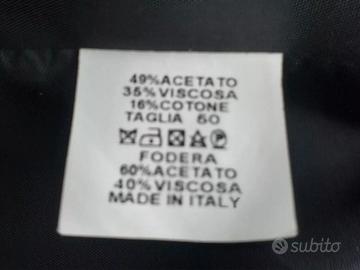 49%ACETATO
35%VISCOSA
16%COTONE
TAGLIA 50
FODERA
60%ACETATO
40%VISCOSA
MADE IN ITALY
subito